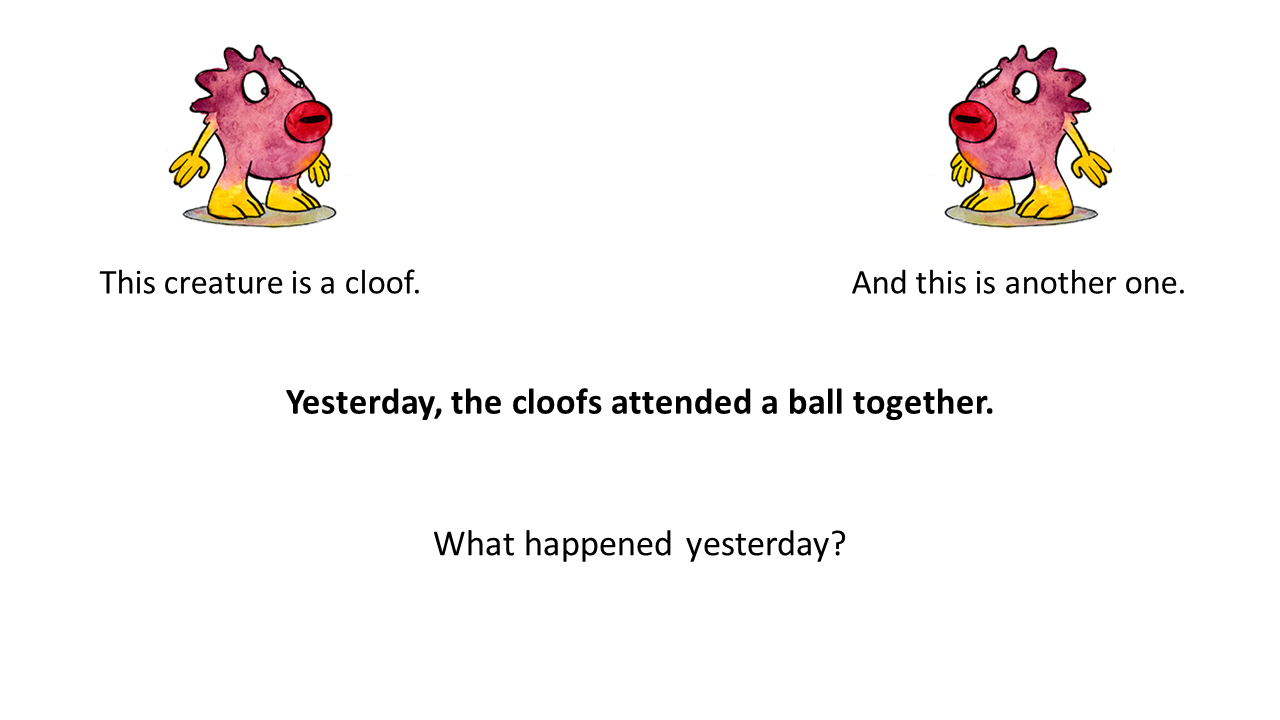 This creature is a cloof.
And this is another one.
Yesterday, the cloofs attended a ball together.
What happened yesterday?